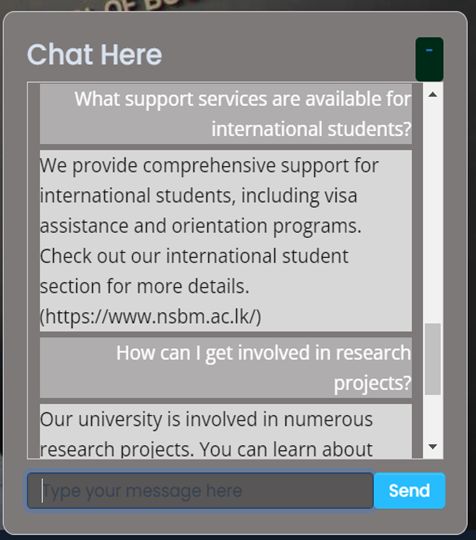 OF BU
Chat Here
-
What support services are available for
international students?
We provide comprehensive support for
international students, including visa
assistance and orientation programs.
Check out our international student
section for more details.
(https://www.nsbm.ac.lk/)
How can I get involved in research
projects?
Our university is involved in numerous
research projects. You can learn about
Type your message here
Send